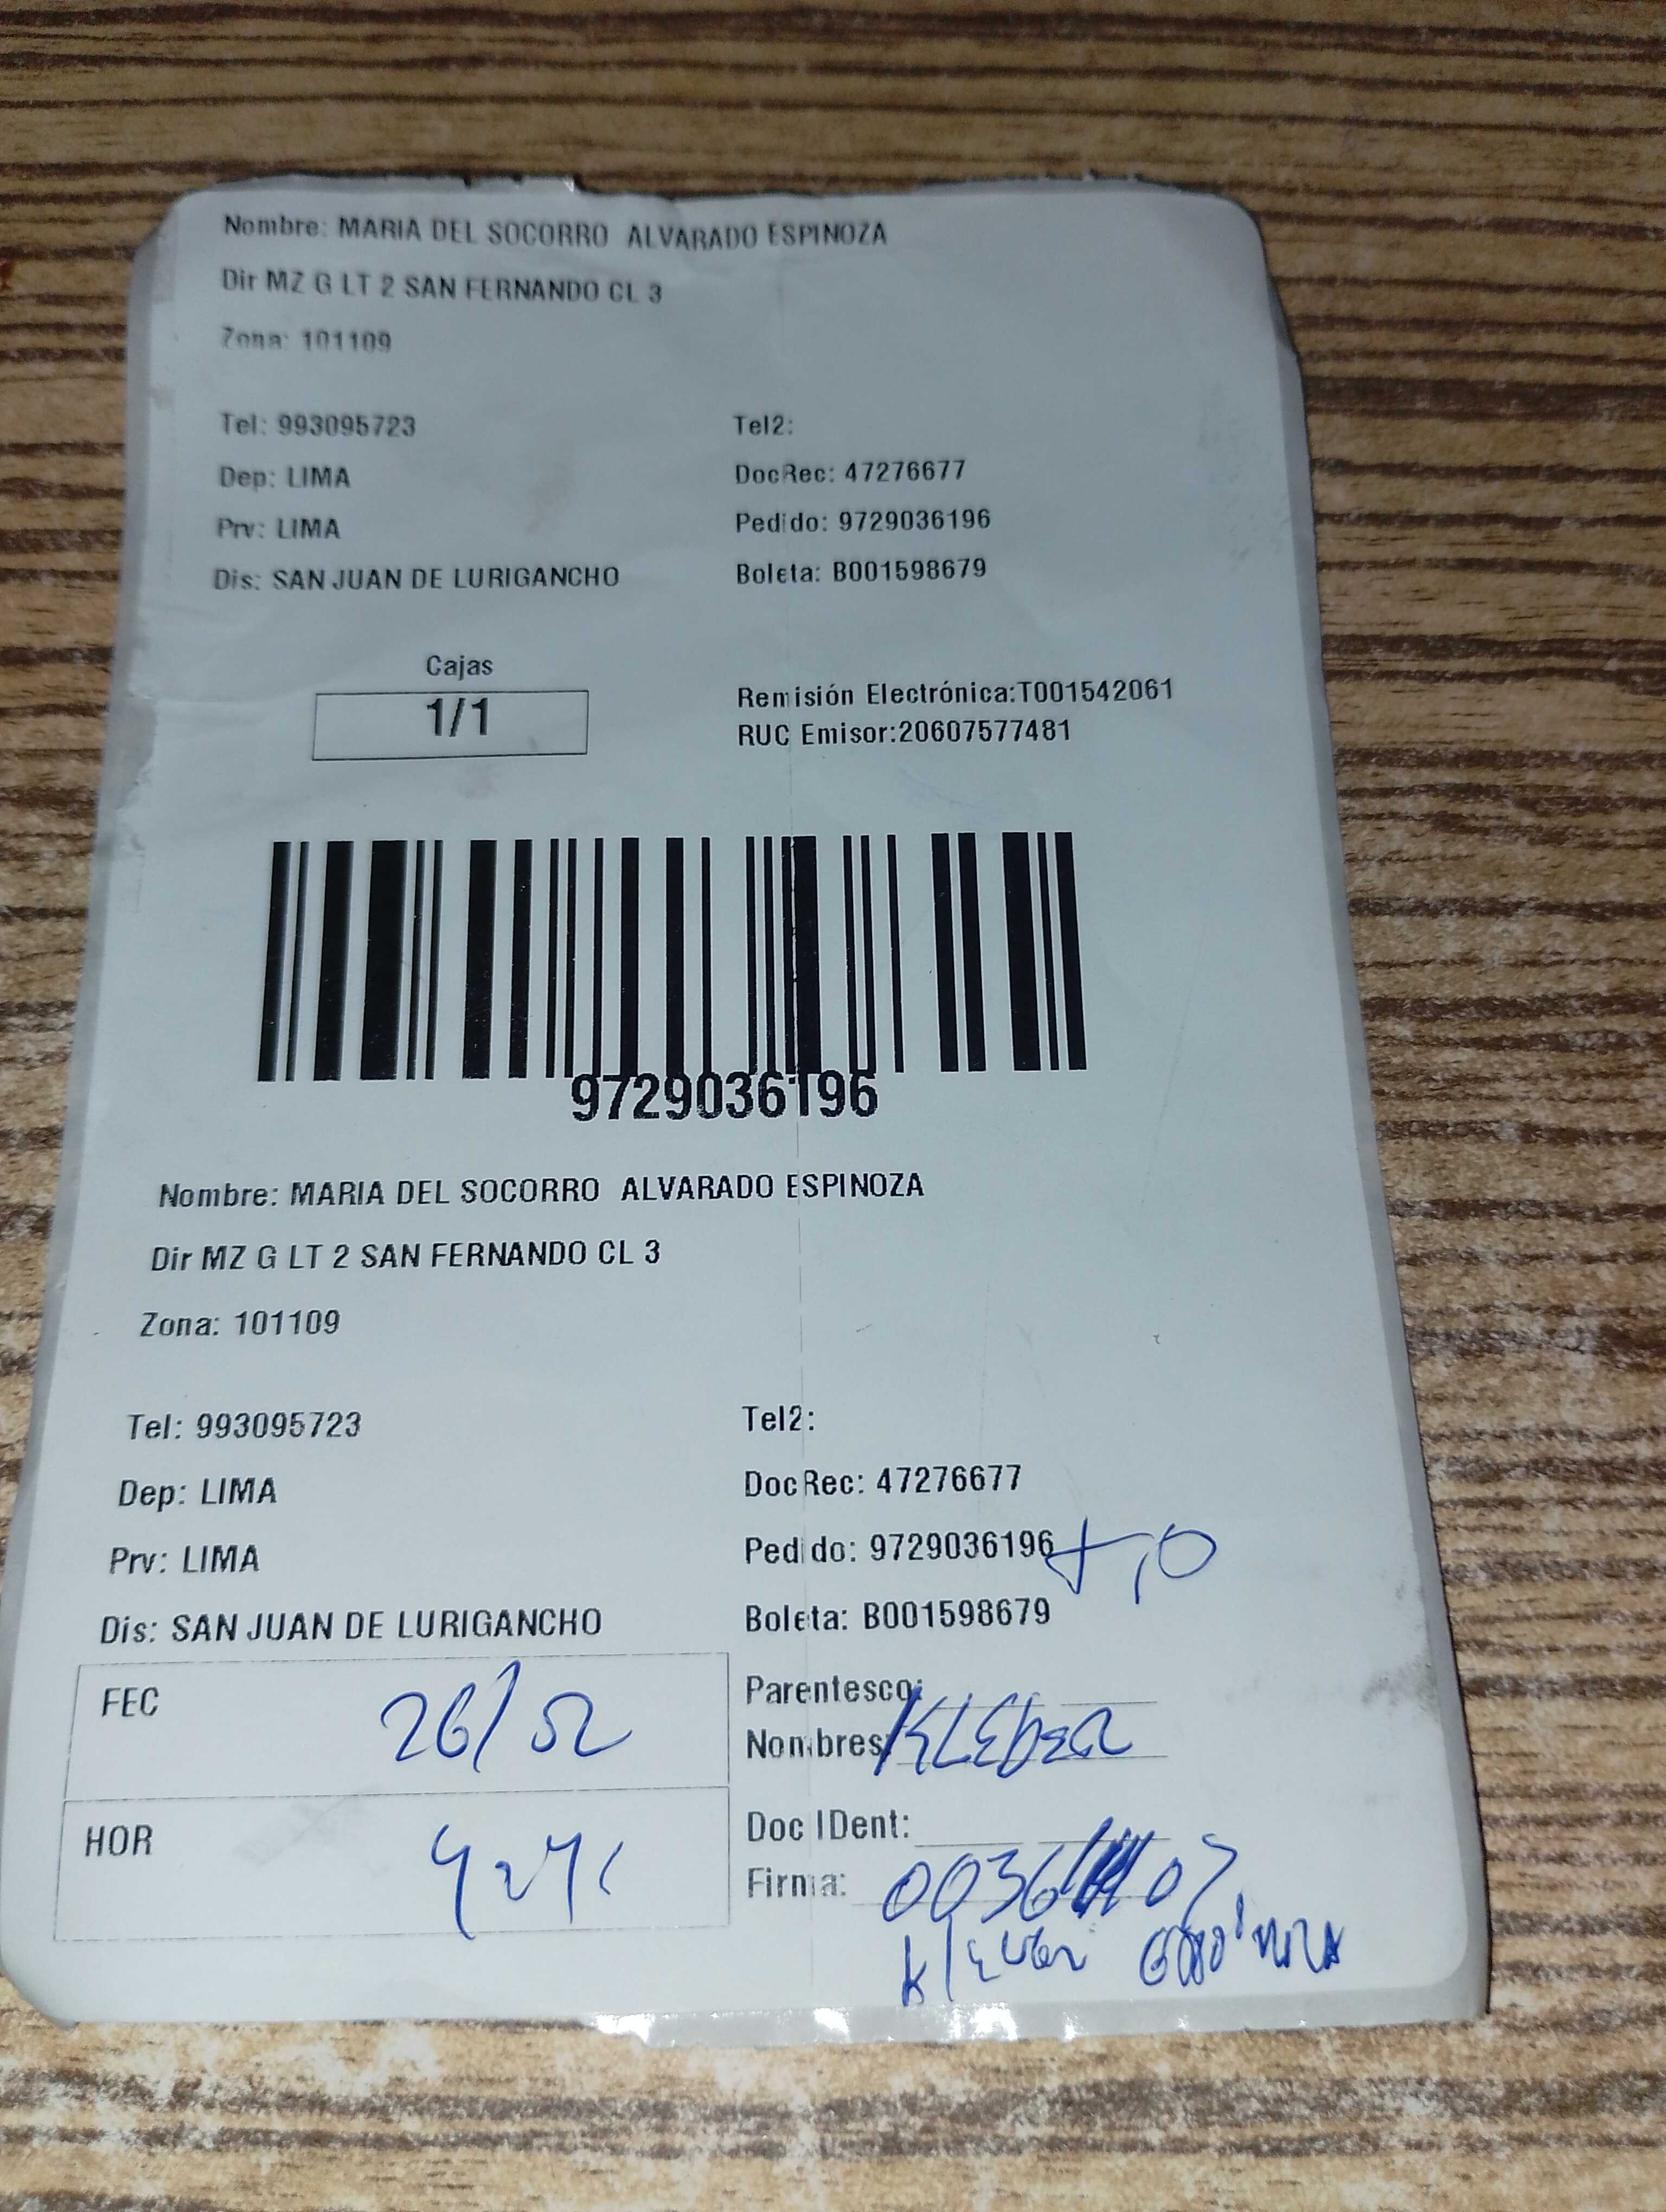 Nombre: MARIA DEL SOCORRO ALVARADO ESPINOZA
Dir MZ G LT 2 SAN FERNANDO CL 3
Zona: 101109
Tel: 993095723 Tel2:
Dep: LIMA DocRec: 47276677
Prv: LIMA Pedido: 9729036196
Dis: SAN JUAN DE LURIGANCHO Boleta: B001598679
Cajas
1/1
Remisión Electrónica:T001542061
RUC Emisor:20607577481
9729036196
Nombre: MARIA DEL SOCORRO ALVARADO ESPINOZA
Dir MZ G LT 2 SAN FERNANDO CL 3
Zona: 101109
Tel: 993095723 Tel2:
Dep: LIMA DocRec: 47276677
Prv: LIMA Pedido: 9729036196
Dis: SAN JUAN DE LURIGANCHO Boleta: B001598679
FEC 26/
Parentesco:
Nombres: KLEBER
HOR
Doc IDent:
Firma: